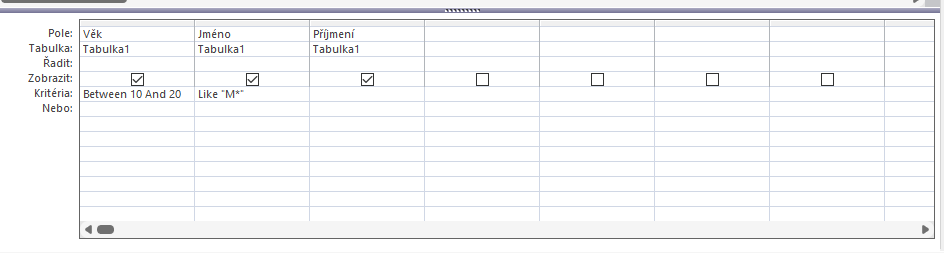 Pole: Věk Jméno Příjmení
Tabulka: Tabulka1 Tabulka1 Tabulka1
Řadit:
Zobrazit:
Kritéria: Between 10 And 20 Like "M*"
Nebo: